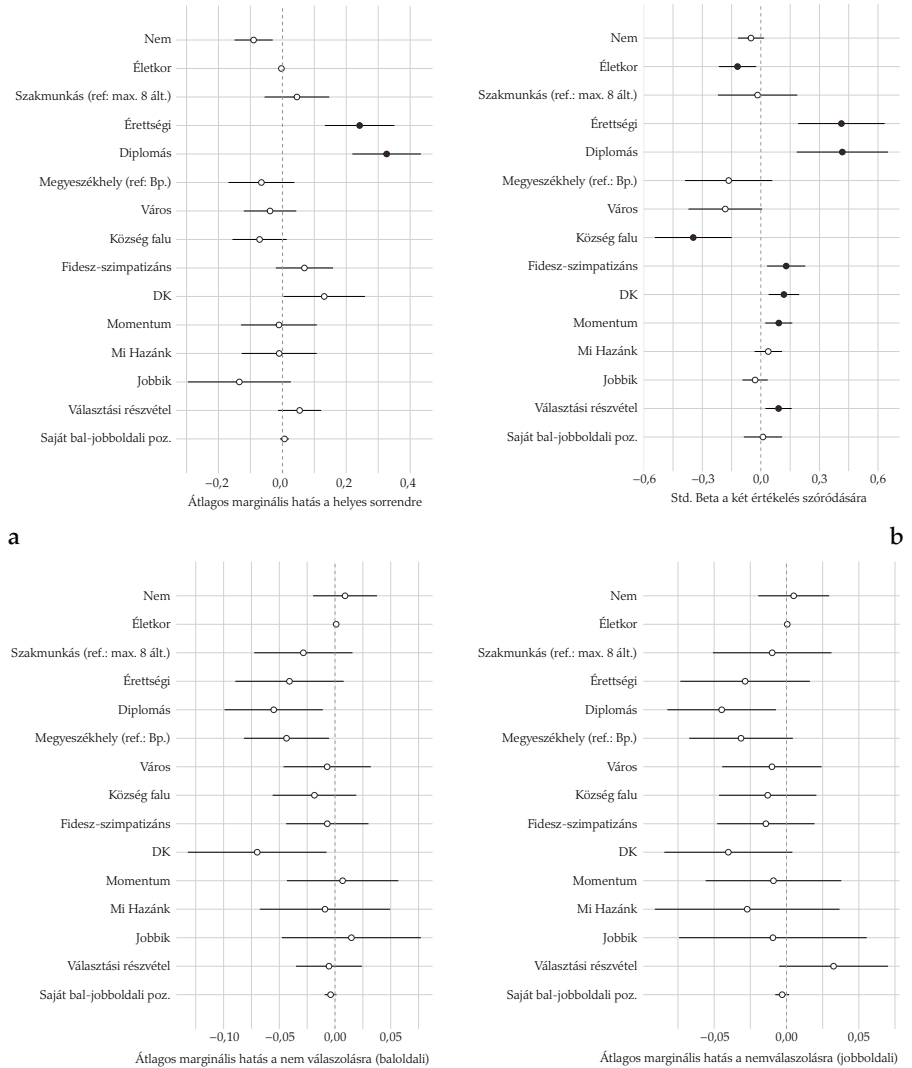 Nem
Életkor
Szakmunkás (ref: max. 8 ált.)
Érettségi
Diplomás
Megyeszékhely (ref: Bp.)
Város
Község falu
Fidesz-szimpatizáns
DK
Momentum
Mi Hazánk
Jobbik
Választási részvétel
Saját bal-jobboldali poz.
−0,2 0,0 0,2 0,4
Átlagos marginális hatás a helyes sorrendre
a
Nem
Életkor
Szakmunkás (ref.: max. 8 ált.)
Érettségi
Diplomás
Megyeszékhely (ref.: Bp.)
Város
Község falu
Fidesz-szimpatizáns
DK
Momentum
Mi Hazánk
Jobbik
Választási részvétel
Saját bal-jobboldali poz.
−0,6 −0,3 0,0 0,3 0,6
Std. Beta a két értékelés szóródására
b
Nem
Életkor
Szakmunkás (ref.: max. 8 ált.)
Érettségi
Diplomás
Megyeszékhely (ref.: Bp.)
Város
Község falu
Fidesz-szimpatizáns
DK
Momentum
Mi Hazánk
Jobbik
Választási részvétel
Saját bal-jobboldali poz.
−0,10 −0,05 0,00 0,05
Átlagos marginális hatás a nem válaszolásra (baloldali)
Nem
Életkor
Szakmunkás (ref.: max. 8 ált.)
Érettségi
Diplomás
Megyeszékhely (ref.: Bp.)
Város
Község falu
Fidesz-szimpatizáns
DK
Momentum
Mi Hazánk
Jobbik
Választási részvétel
Saját bal-jobboldali poz.
−0,05 0,00 0,05
Átlagos marginális hatás a nemválaszolásra (jobboldali)